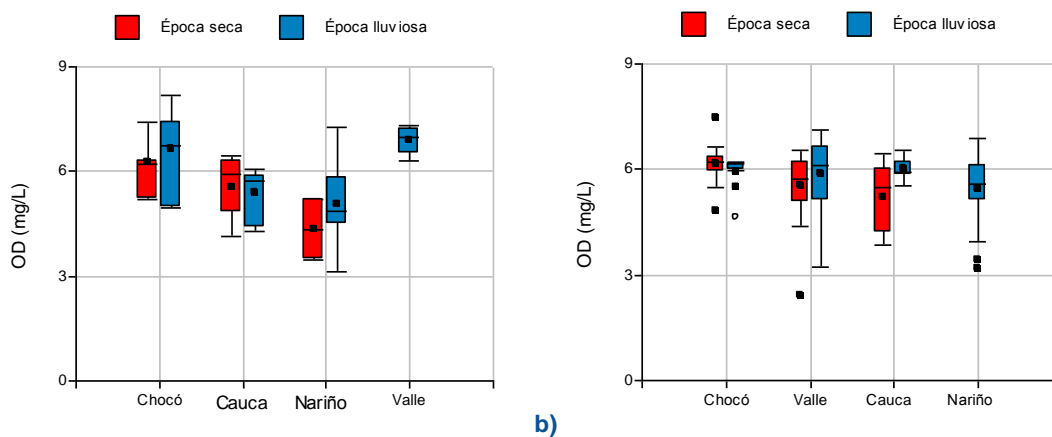 Época seca
Época lluviosa
9
6
3
0
OD (mg/L)
Chocó
Cauca
Nariño
Valle
b)
Época seca
Época lluviosa
9
6
3
0
OD (mg/L)
Chocó
Valle
Cauca
Nariño